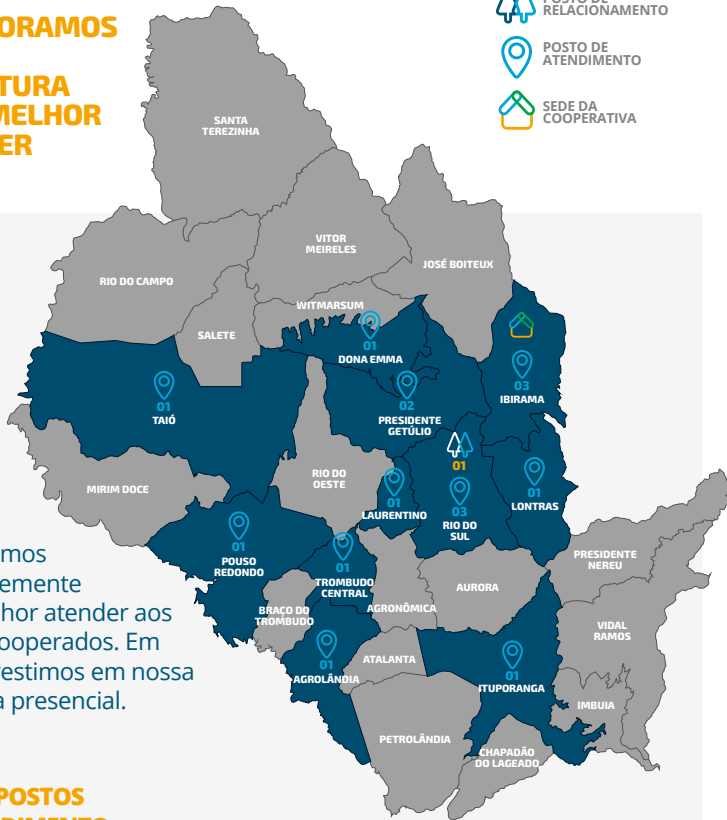 ORAMOS
TURA
MELHOR
ER
POSTO DE
RELACIONAMENTO
POSTO DE
ATENDIMENTO
SEDE DA
COOPERATIVA
SANTA
TEREZINHA
VITOR
MEIRELES
JOSÉ BOITEUX
RIO DO CAMPO
WITMARSUM
SALETE
01
DONA EMMA
03
IBIRAMA
01
TAIÓ
02
PRESIDENTE
GETÚLIO
01
03
RIO DO
SUL
RIO DO
OESTE
01
LAURENTINO
01
LONTRAS
MIRIM DOCE
01
POUSO
REDONDO
01
TROMBUDO
CENTRAL
PRESIDENTE
NEREU
AURORA
BRAÇO DO
TROMBUDO
AGRONÔMICA
VIDAL
RAMOS
01
AGROLÂNDIA
ATALANTA
01
ITUPORANGA
IMBUIA
PETROLÂNDIA
CHAPADÃO
DO LAGEADO
mos
emente
hor atender aos
ooperados. Em
restimos em nossa
a presencial.
POSTOS